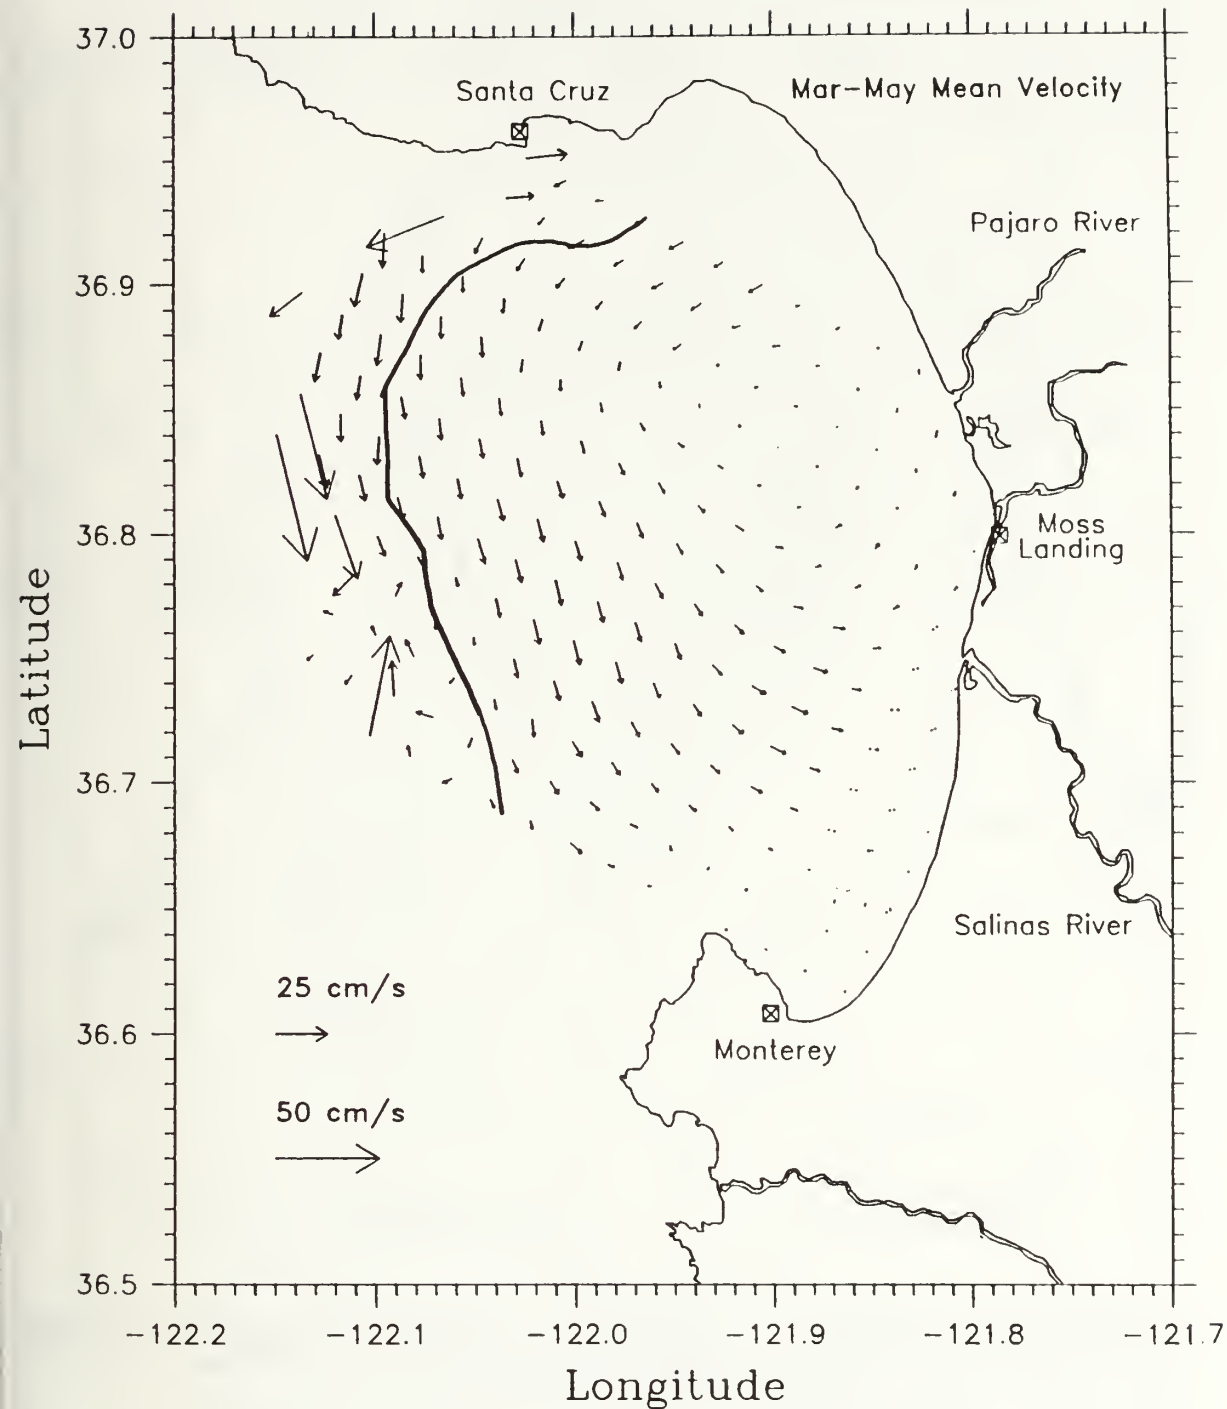 37.0
Santa Cruz
Mar-May Mean Velocity
Pajaro River
36.9
36.8
Moss
Landing
Latitude
36.7
Salinas River
25 cm/s
36.6
Monterey
50 cm/s
36.5
-122.2
-122.1
-122.0
-121.9
-121.8
-121.7
Longitude